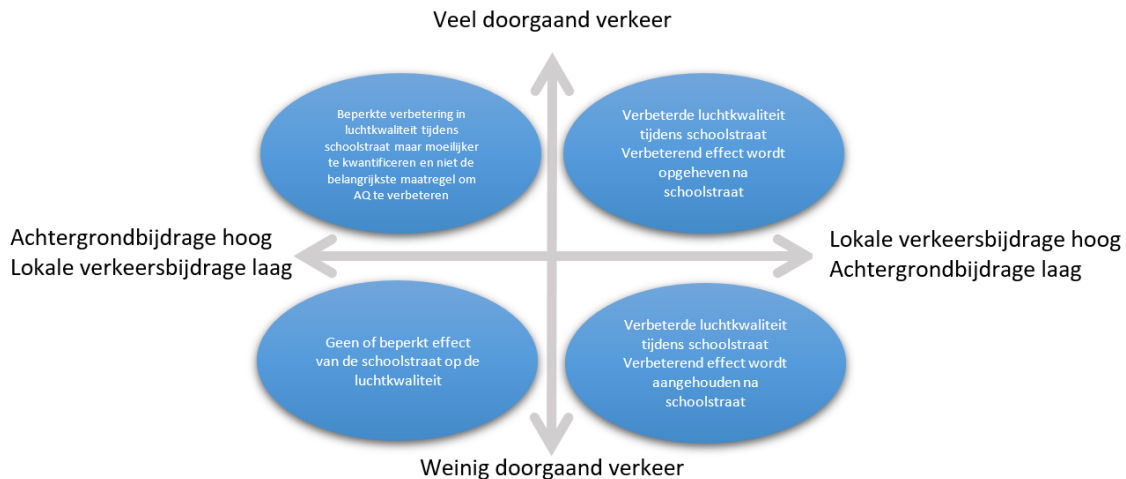 Veel doorgaand verkeer
Beperkte verbetering in
luchtkwaliteit tijdens
schoolstraat maar moeilijker
te kwantificeren en niet de
belangrijkste maatregel om
AQ te verbeteren
Verbeterde luchtkwaliteit
tijdens schoolstraat
Verbeterend effect wordt
opgeheven na
schoolstraat
Achtergrondbijdrage hoog
Lokale verkeersbijdrage laag
Lokale verkeersbijdrage hoog
Achtergrondbijdrage laag
Geen of beperkt effect
van de schoolstraat op de
luchtkwaliteit
Verbeterde luchtkwaliteit
tijdens schoolstraat
Verbeterend effect wordt
aangehouden na
schoolstraat
Weinig doorgaand verkeer